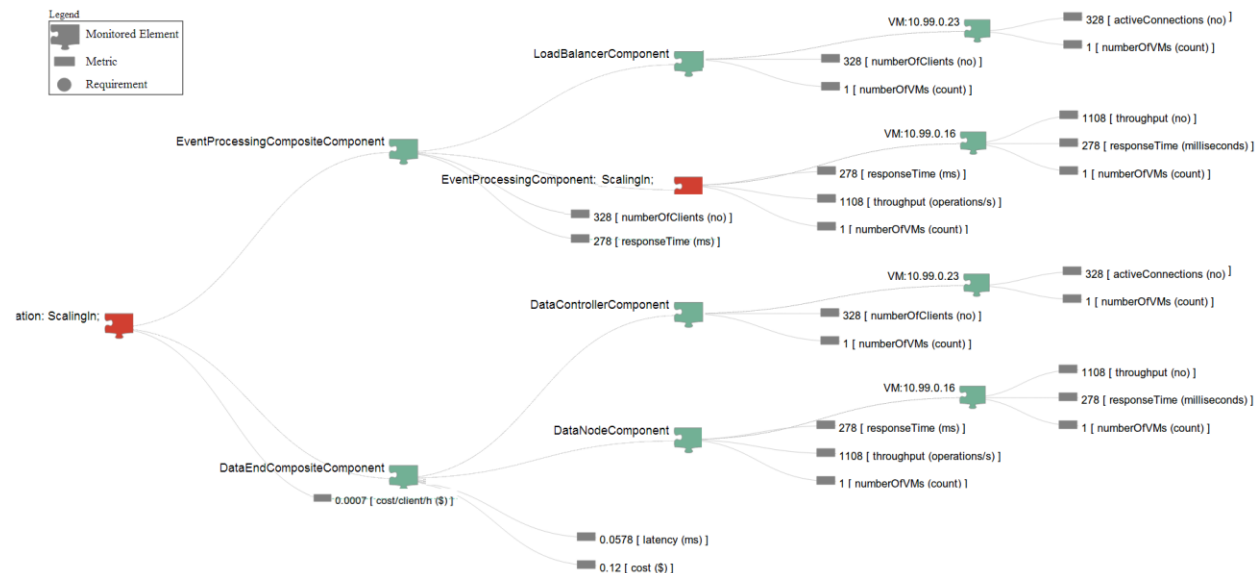 Legend
Monitored Element
Metric
Requirement
VM:10.99.0.23
328 [ activeConnections (no) ]
1 [ numberOfVMs (count) ]
LoadBalancerComponent
328 [ numberOfClients (no) ]
1 [ numberOfVMs (count) ]
EventProcessingCompositeComponent
VM:10.99.0.16
1108 [ throughput (no) ]
278 [ responseTime (milliseconds) ]
1 [ numberOfVMs (count) ]
EventProcessingComponent; ScalingIn;
278 [ responseTime (ms) ]
1108 [ throughput (operations/s) ]
1 [ numberOfVMs (count) ]
328 [ numberOfClients (no) ]
278 [ responseTime (ms) ]
ation: ScalingIn;
VM:10.99.0.23
328 [ activeConnections (no) ]
1 [ numberOfVMs (count) ]
DataControllerComponent
328 [ numberOfClients (no) ]
1 [ numberOfVMs (count) ]
VM:10.99.0.16
1108 [ throughput (no) ]
278 [ responseTime (milliseconds) ]
1 [ numberOfVMs (count) ]
DataNodeComponent
278 [ responseTime (ms) ]
1108 [ throughput (operations/s) ]
1 [ numberOfVMs (count) ]
DataEndCompositeComponent
0.0007 [ cost/client/h ($) ]
0.0578 [ latency (ms) ]
0.12 [ cost ($) ]